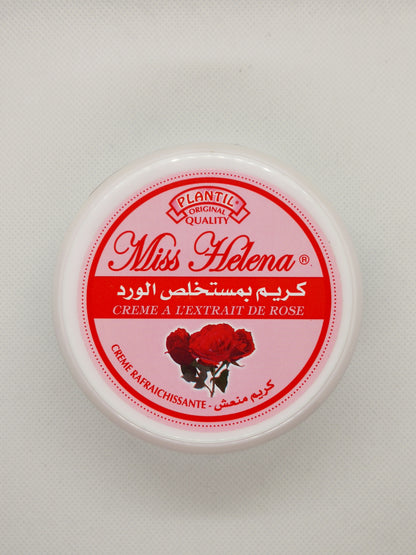 PLANTIL®
ORIGINAL
QUALITY
Miss Helena ®
كريم بمستخلص الورد
CREME A L'EXTRAIT DE ROSE
CREME RAFRAICHISSANTE • كريم منعش